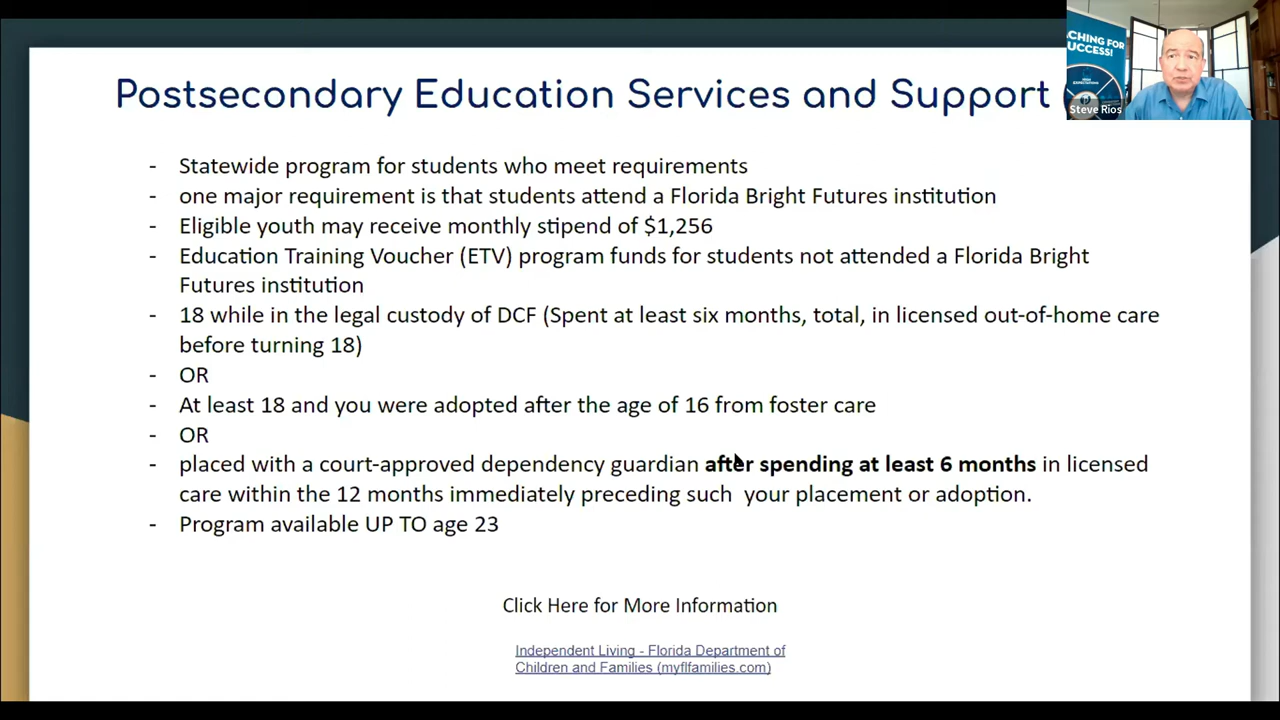 Postsecondary Education Services and Support
- Statewide program for students who meet requirements
- one major requirement is that students attend a Florida Bright Futures institution
- Eligible youth may receive monthly stipend of $1,256
- Education Training Voucher (ETV) program funds for students not attended a Florida Bright
Futures institution
- 18 while in the legal custody of DCF (Spent at least six months, total, in licensed out-of-home care
before turning 18)
- OR
- At least 18 and you were adopted after the age of 16 from foster care
- OR
- placed with a court-approved dependency guardian after spending at least 6 months in licensed
care within the 12 months immediately preceding such your placement or adoption.
- Program available UP TO age 23
Click Here for More Information
Independent Living - Florida Department of
Children and Families (myflfamilies.com)
ACHING FOR
UCCESS!
Steve Rios